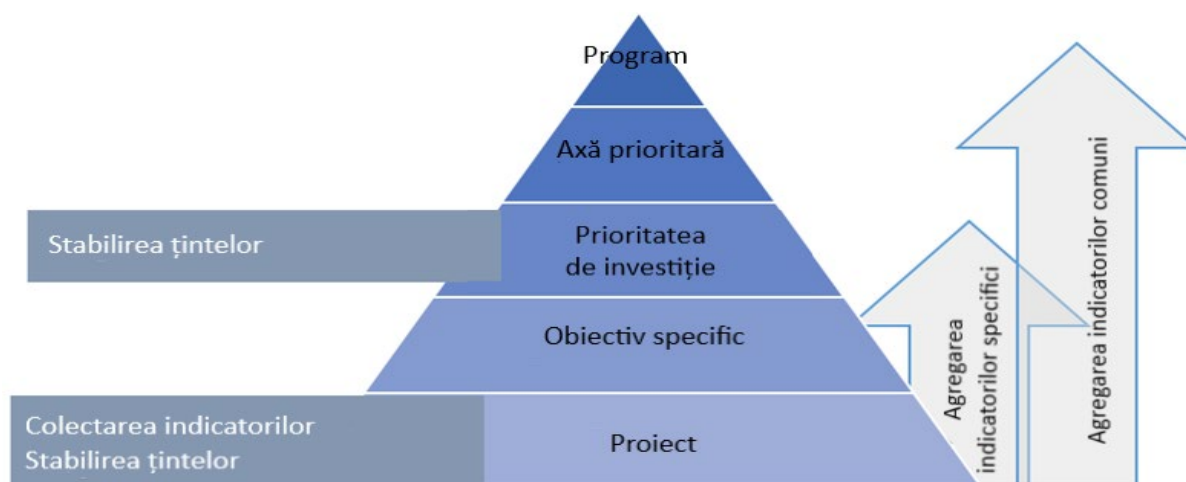 Program
Axă prioritară
Stabilirea țintelor
Prioritatea
de investiție
Obiectiv specific
Colectarea indicatorilor
Stabilirea țintelor
Proiect
Agregarea
indicatorilor specifici
Agregarea indicatorilor comuni